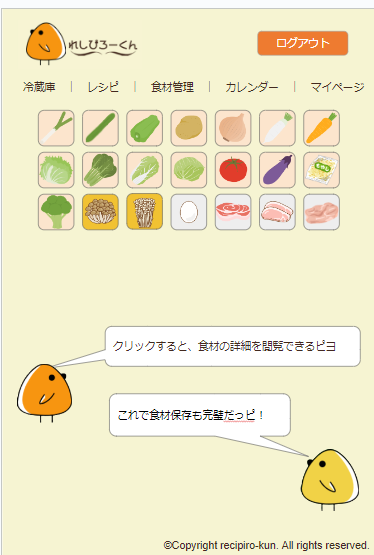 れしぴろーくん
ログアウト
冷蔵庫 | レシピ | 食材管理 | カレンダー | マイページ
クリックすると、食材の詳細を閲覧できるピヨ
これで食材保存も完璧だっピ！
©Copyright recipiro-kun. All rights reserved.